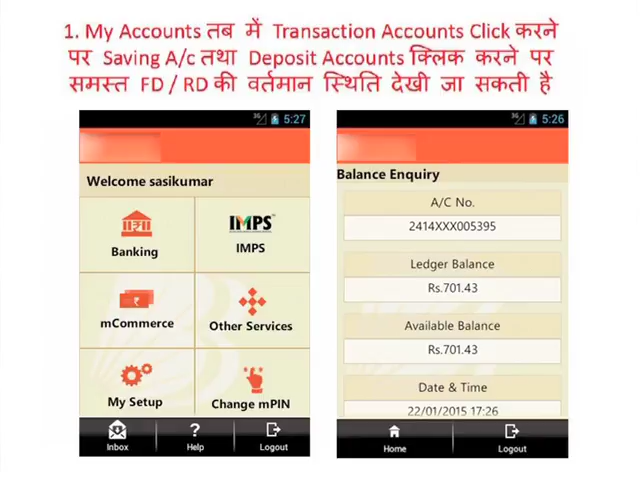 1. My Accounts तब में Transaction Accounts Click करने
पर Saving A/c तथा Deposit Accounts क्लिक करने पर
समस्त FD / RD की वर्तमान स्थिति देखी जा सकती है
3G 5:27
Welcome sasikumar
Banking
IMPS
IMPS
mCommerce
Other Services
My Setup
Change mPIN
Inbox
Help
Logout
3G 5:26
Balance Enquiry
A/C No.
2414XXX005395
Ledger Balance
Rs.701.43
Available Balance
Rs.701.43
Date & Time
22/01/2015 17:26
Home
Logout